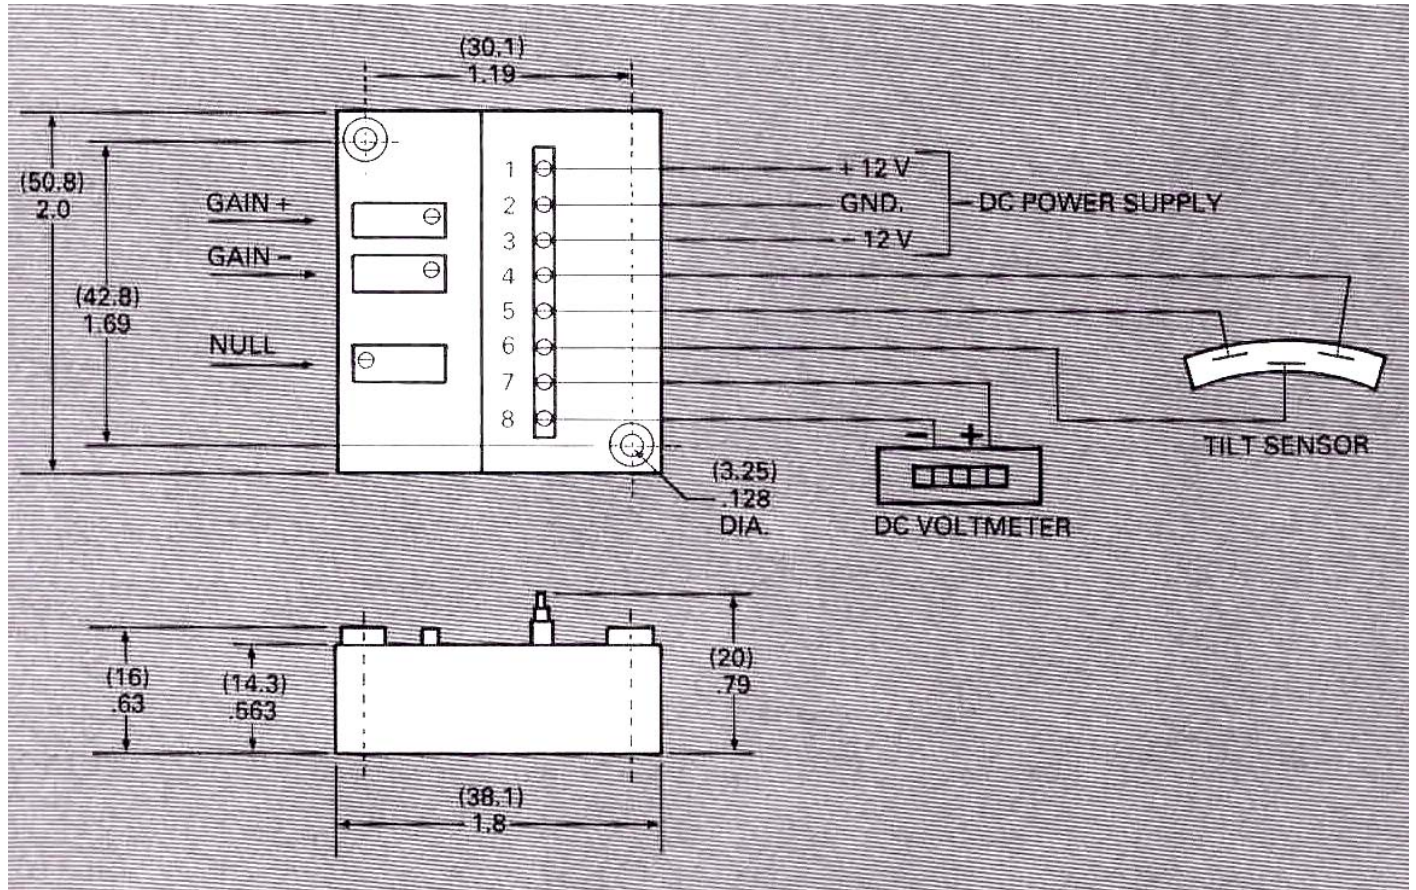 (30.1)
1.19
(50.8)
2.0
(42.8)
1.69
GAIN +
GAIN –
NULL
1
2
3
4
5
6
7
8
+ 12 V
GND.
– 12 V
DC POWER SUPPLY
TILT SENSOR
– +
DC VOLTMETER
(3.25)
.128
DIA.
(16)
.63
(14.3)
.563
(20)
.79
(38.1)
1.8